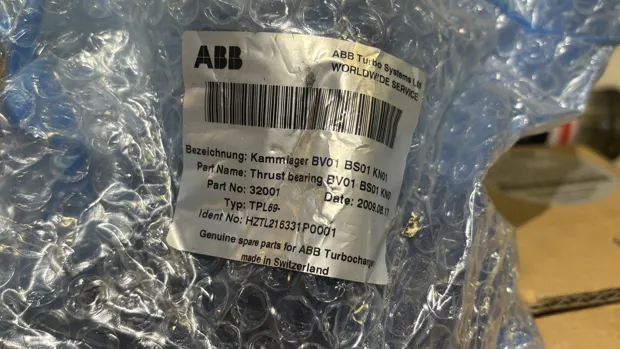 ABB
ABB Turbo Systems Ltd
WORLDWIDE SERVICE
Bezeichnung: Kammlager BV01 BS01 KN01
Part Name: Thrust bearing BV01 BS01 KN0
Part No: 32001
Date: 2009.08.17
Typ: TPL69-
Ident No: HZTL216331P0001
Genuine spare parts for ABB Turbocharge
made in Switzerland